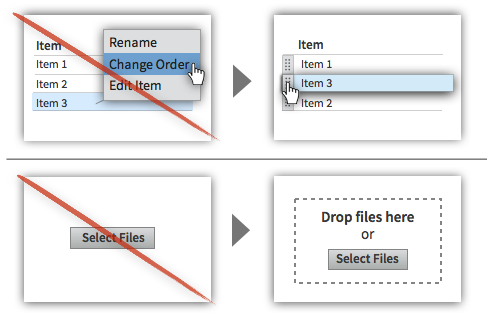 Item
Item 1
Item 2
Item 3
Rename
Change Order
Edit Item
Item
Item 1
Item 3
Item 2
Select Files
Drop files here
or
Select Files